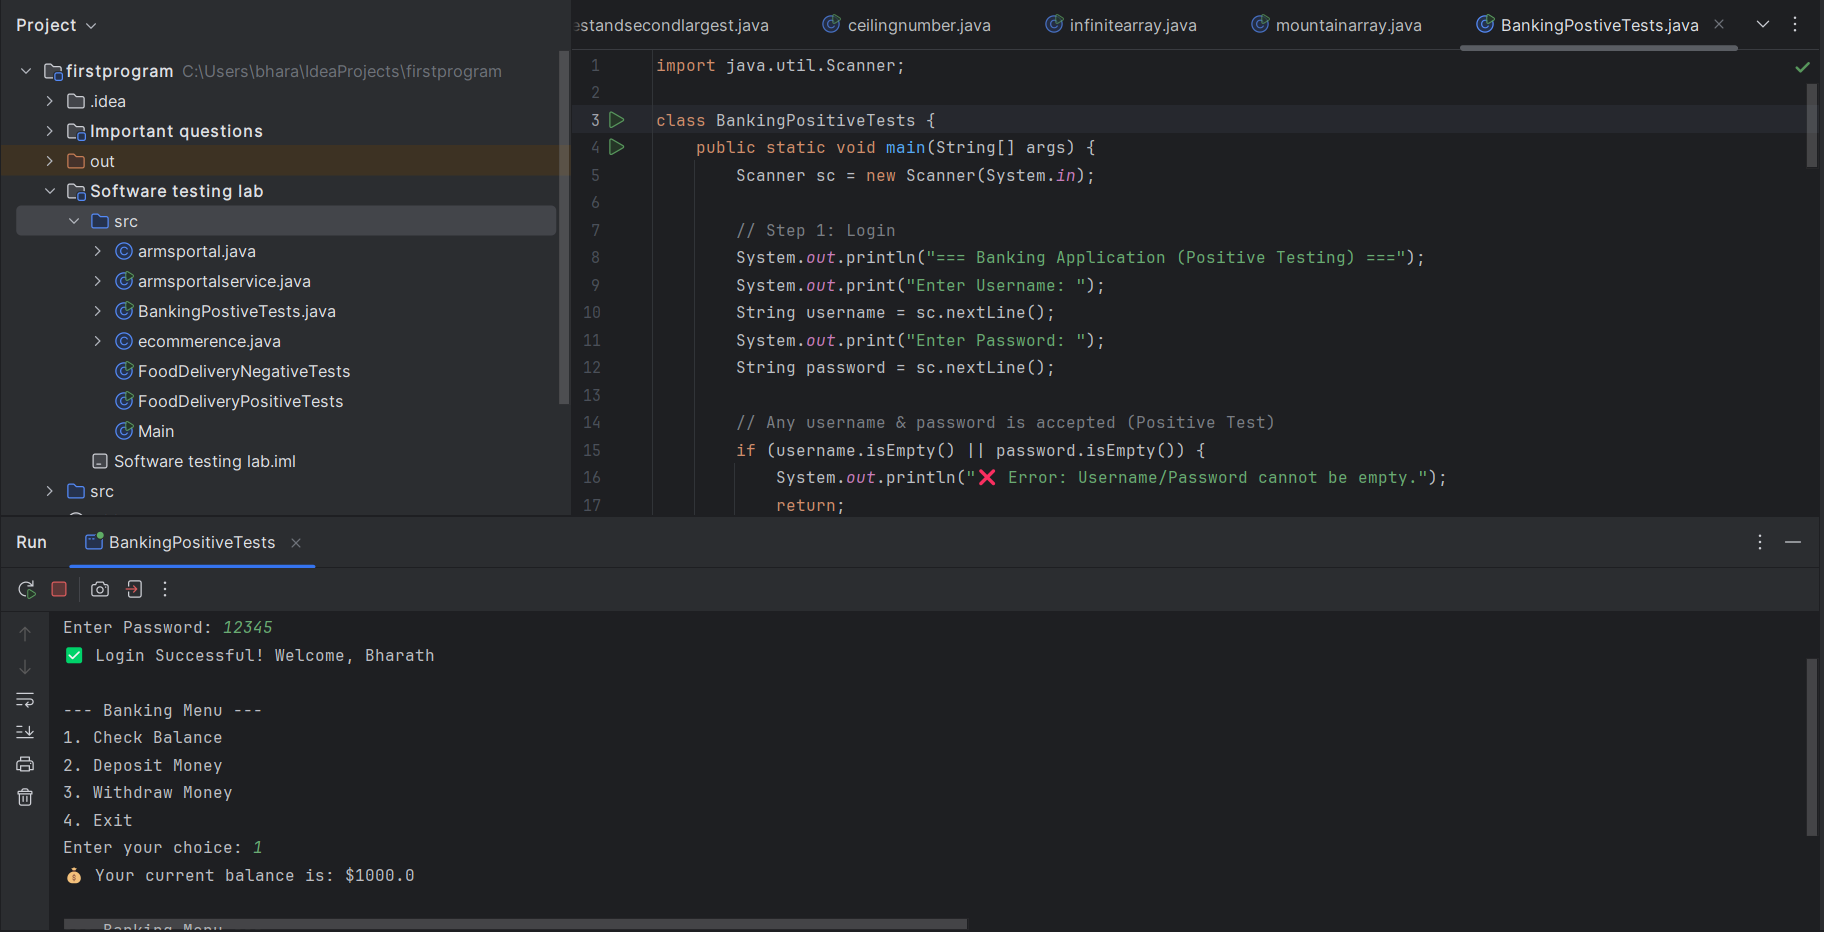 Project
estandsecondlargest.java
ceilingnumber.java
infinitearray.java
mountainarray.java
BankingPostiveTests.java
firstprogram C:\Users\bhara\IdeaProjects\firstprogram
.idea
Important questions
out
Software testing lab
src
armsportal.java
armsportalservice.java
BankingPostiveTests.java
ecommerence.java
FoodDeliveryNegativeTests
FoodDeliveryPositiveTests
Main
Software testing lab.iml
src
1 import java.util.Scanner;
2
3 class BankingPositiveTests {
4 public static void main(String[] args) {
5 Scanner sc = new Scanner(System.in);
6
7 // Step 1: Login
8 System.out.println("=== Banking Application (Positive Testing) ===");
9 System.out.print("Enter Username: ");
10 String username = sc.nextLine();
11 System.out.print("Enter Password: ");
12 String password = sc.nextLine();
13
14 // Any username & password is accepted (Positive Test)
15 if (username.isEmpty() || password.isEmpty()) {
16 System.out.println("❌ Error: Username/Password cannot be empty.");
17 return;
Run
BankingPositiveTests
Enter Password: 12345
✅ Login Successful! Welcome, Bharath
--- Banking Menu ---
1. Check Balance
2. Deposit Money
3. Withdraw Money
4. Exit
Enter your choice: 1
💰 Your current balance is: $1000.0
Banking Menu